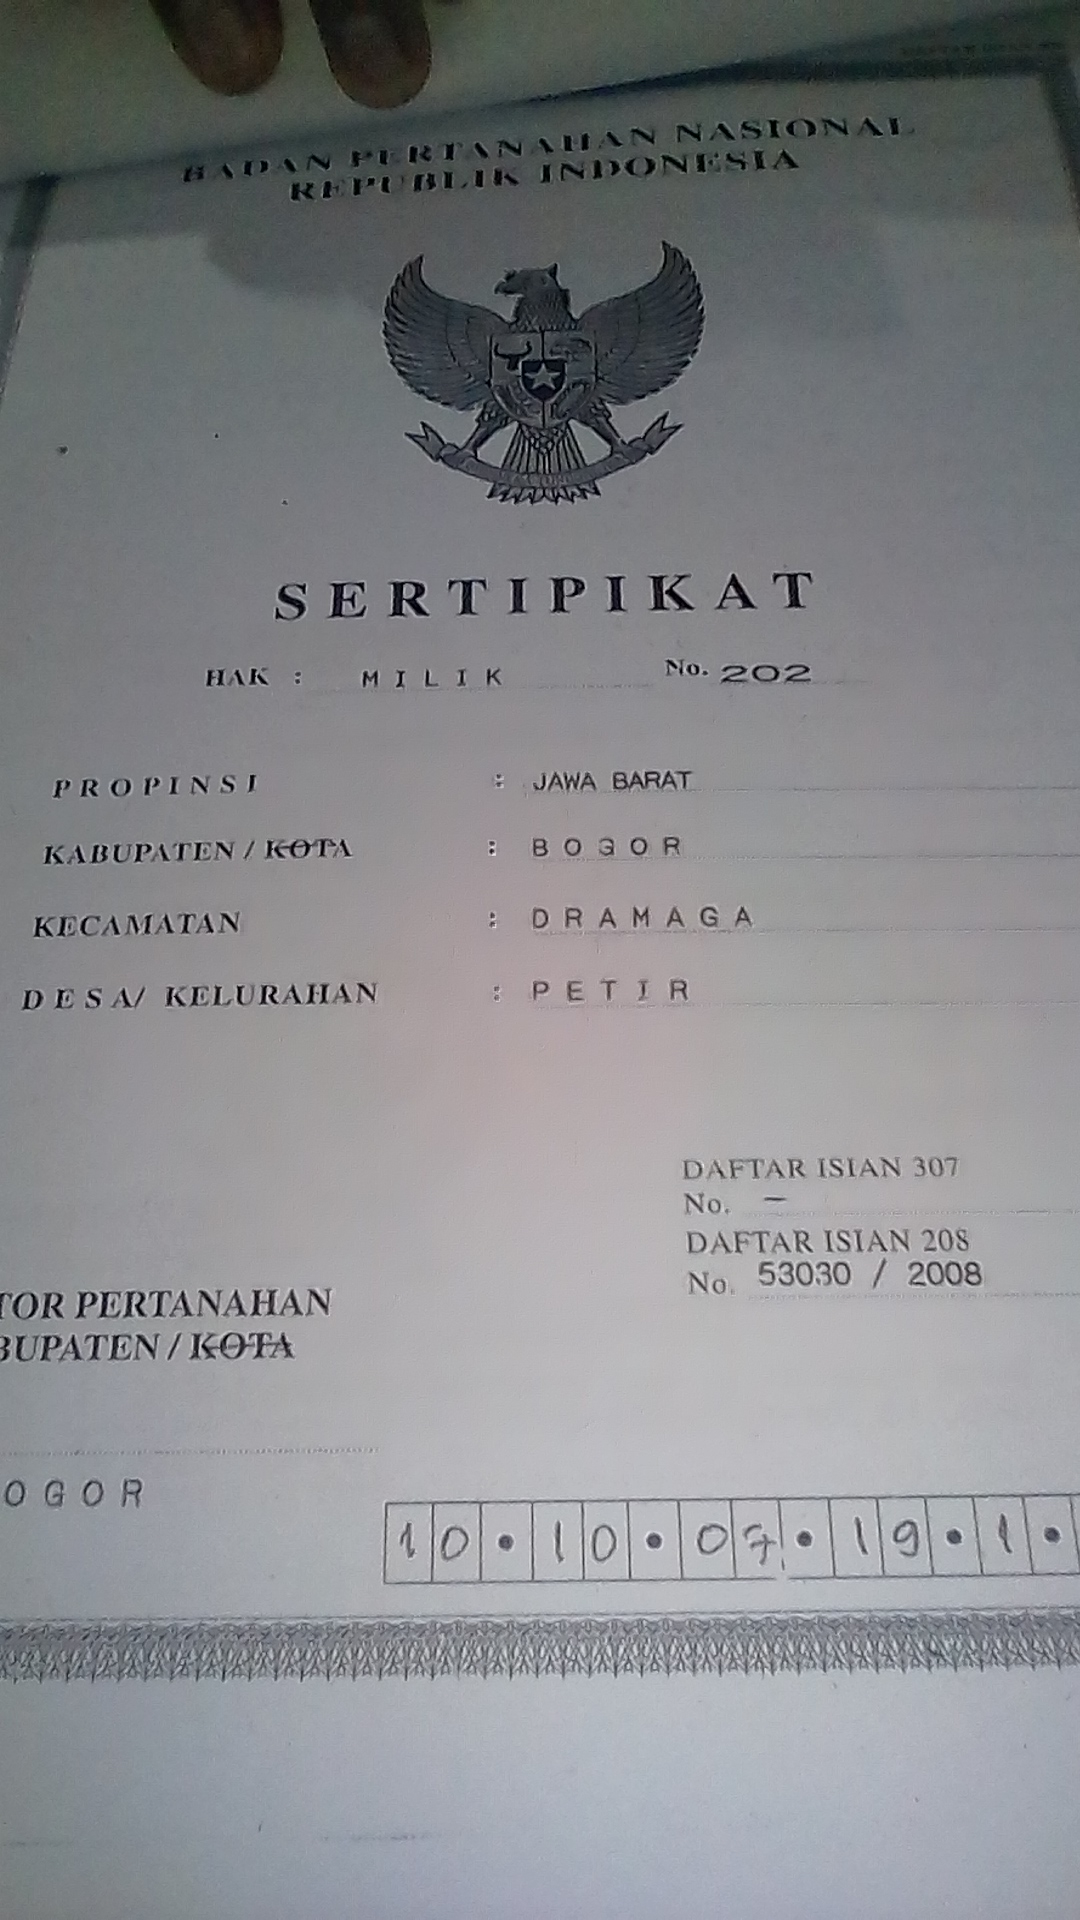 BADAN PERTANAHAN NASIONAL
REPUBLIK INDONESIA
SERTIPIKAT
HAK : MILIK No. 202
PROPINSI : JAWA BARAT
KABUPATEN / KOTA : BOGOR
KECAMATAN : DRAMAGA
DESA/ KELURAHAN : PETIR
DAFTAR ISIAN 307
No. –
DAFTAR ISIAN 208
No. 53030 / 2008
TOR PERTANAHAN
BUPATEN / KOTA
OGOR
10.10.07.19.1.